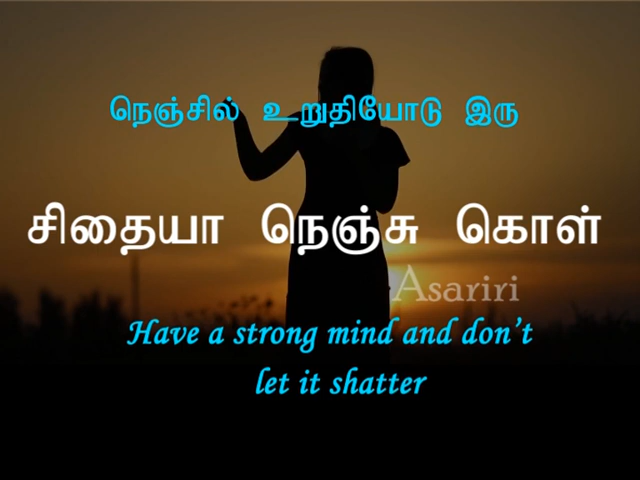 நெஞ்சில் உறுதியோடு இரு
சிதையா நெஞ்சு கொள்
Asariri
Have a strong mind and don't
let it shatter